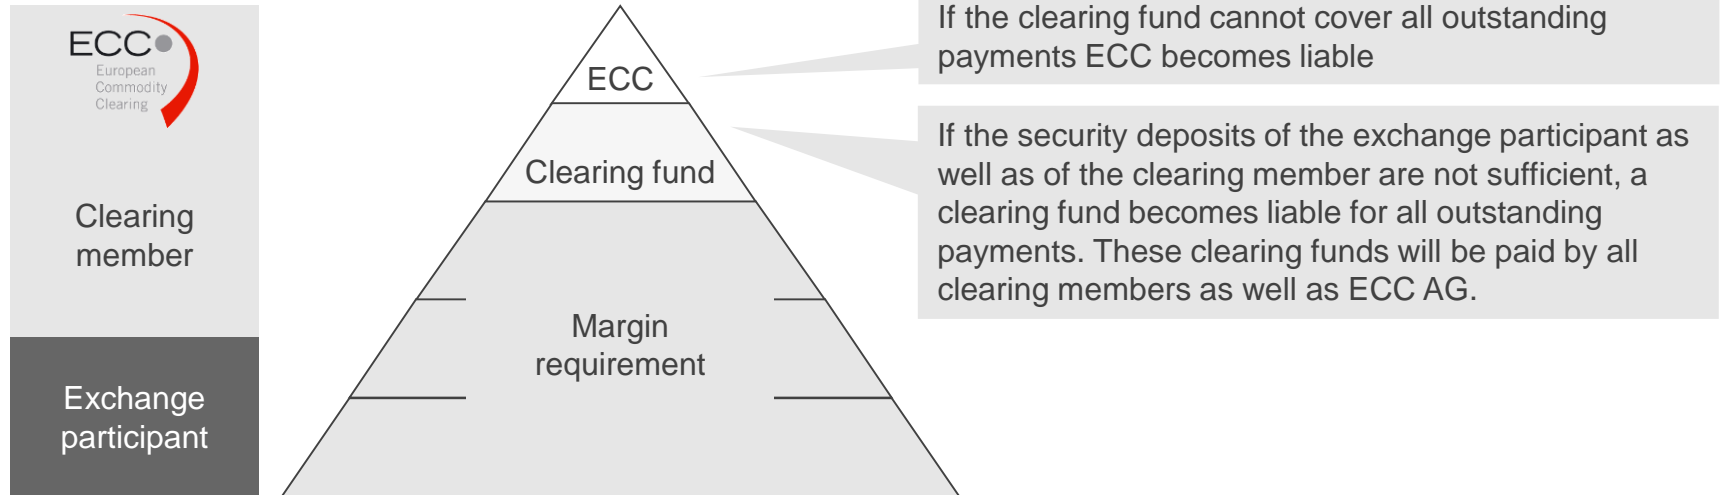 ECC
European
Commodity
Clearing
Clearing
member
Exchange
participant
ECC
Clearing fund
Margin
requirement
If the clearing fund cannot cover all outstanding
payments ECC becomes liable
If the security deposits of the exchange participant as
well as of the clearing member are not sufficient, a
clearing fund becomes liable for all outstanding
payments. These clearing funds will be paid by all
clearing members as well as ECC AG.